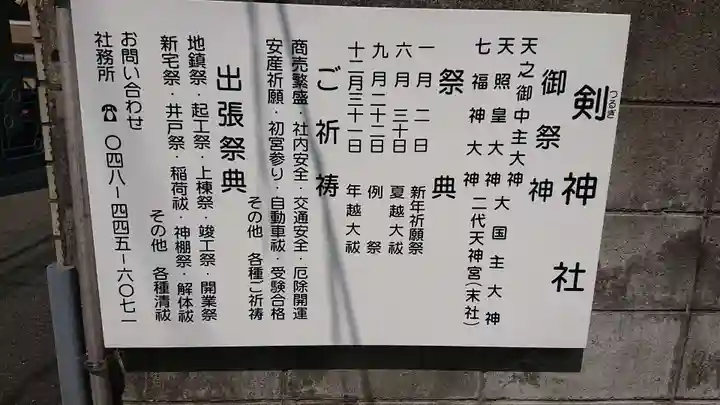 剣神社
つるぎ
御祭神
天之御中主大神
天照皇大神 大国主大神
七福神大神 二代天神宮(末社)
祭典
一月二日 新年祈願祭
六月三十日 夏越大祓
九月二十二日 例祭
十二月三十一日 年越大祓
ご祈祷
商売繁盛・社内安全・交通安全・厄除開運
安産祈願・初宮参り・自動車祓・受験合格
その他 各種ご祈祷
出張祭典
地鎮祭・起工祭・上棟祭・竣工祭・開業祭
新宅祭・井戸祭・稲荷祓・神棚祭・解体祓
その他 各種清祓
お問い合わせ
社務所 ☎ 〇四八-四四五-六〇七一